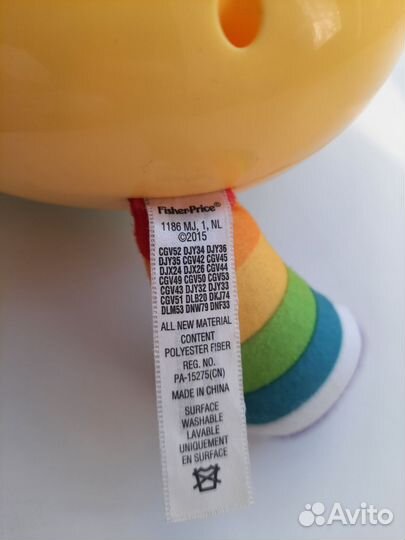 Fisher-Price®
1186 MJ, 1, NL
©2015
CGV52 DJY34 DJY36
DJY35 CGV42 CGV45
DJX24 DJX26 CGV44
CGV49 CGV50 CGV53
CGV43 DJY32 DJY33
CGV51 DLB20 DKJ74
DLM53 DNW79 DNF33
ALL NEW MATERIAL
CONTENT
POLYESTER FIBER
REG. NO.
PA-15275(CN)
MADE IN CHINA
SURFACE
WASHABLE
LAVABLE
UNIQUEMENT
EN SURFACE
Avito